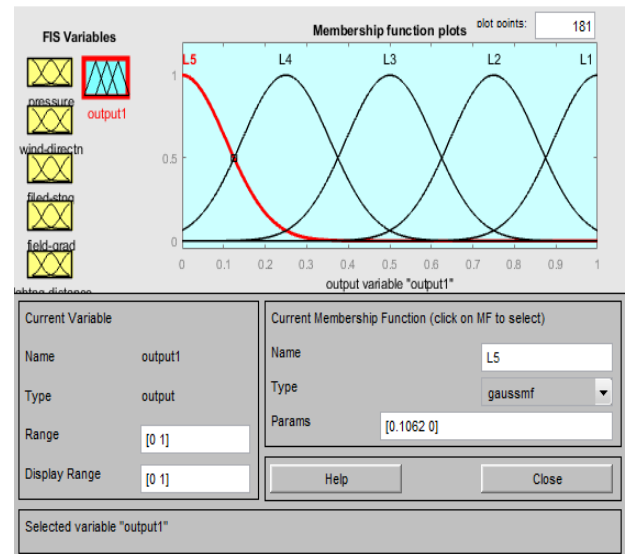 FIS Variables
Membership function plots
plot points:
181
pressure
output1
wind-directn
filed-stng
field-grad
L5
L4
L3
L2
L1
1
0.5
0
0 0.1 0.2 0.3 0.4 0.5 0.6 0.7 0.8 0.9 1
output variable "output1"
Current Variable
Name output1
Type output
Range [0 1]
Display Range [0 1]
Current Membership Function (click on MF to select)
Name L5
Type gaussmf
Params [0.1062 0]
Help Close
Selected variable "output1"